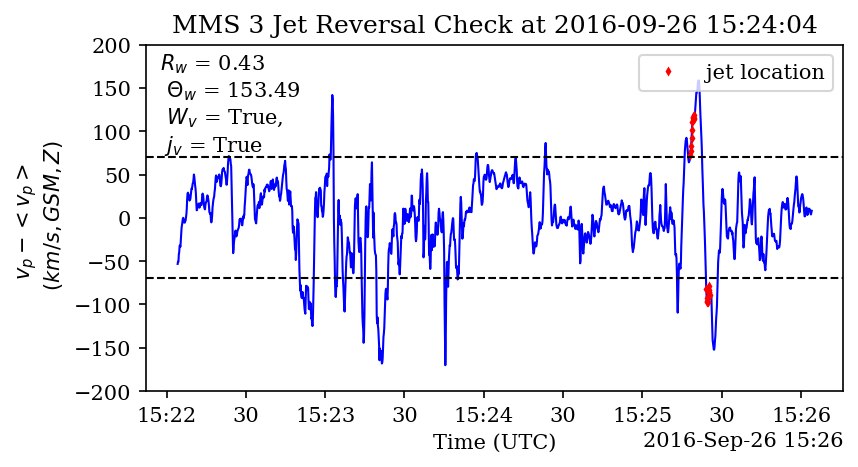 MMS 3 Jet Reversal Check at 2016-09-26 15:24:04
R_w = 0.43
Θ_w = 153.49
W_v = True,
j_v = True
jet location
v_p - < v_p >
(km/s, GSM, Z)
200
150
100
50
0
−50
−100
−150
−200
15:22 30 15:23 30 15:24 30 15:25 30 15:26
Time (UTC)
2016-Sep-26 15:26